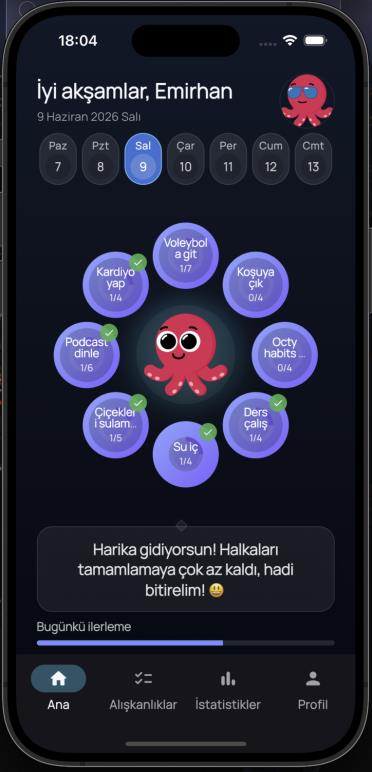 18:04
İyi akşamlar, Emirhan
9 Haziran 2026 Salı
Paz Pzt Sal Çar Per Cum Cmt
7 8 9 10 11 12 13
Voleybol
a git
1/7
Kardiyo
yap
1/4
Koşuya
çık
0/4
Podcast
dinle
1/6
Octy
habits ...
0/4
Çiçekler
i sulam...
1/5
Ders
çalış
1/4
Su iç
1/4
Harika gidiyorsun! Halkaları
tamamlamaya çok az kaldı, hadi
bitirelim! 😃
Bugünkü ilerleme
Ana Alışkanlıklar İstatistikler Profil